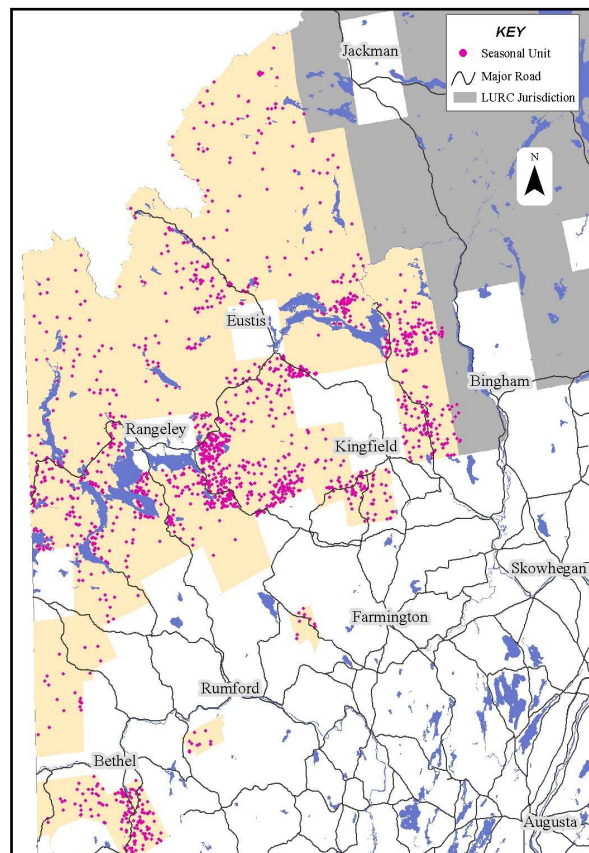 KEY
Seasonal Unit
Major Road
LURC Jurisdiction
Jackman
N
Eustis
Bingham
Rangeley
Kingfield
Skowhegan
Farmington
Rumford
Bethel
Augusta